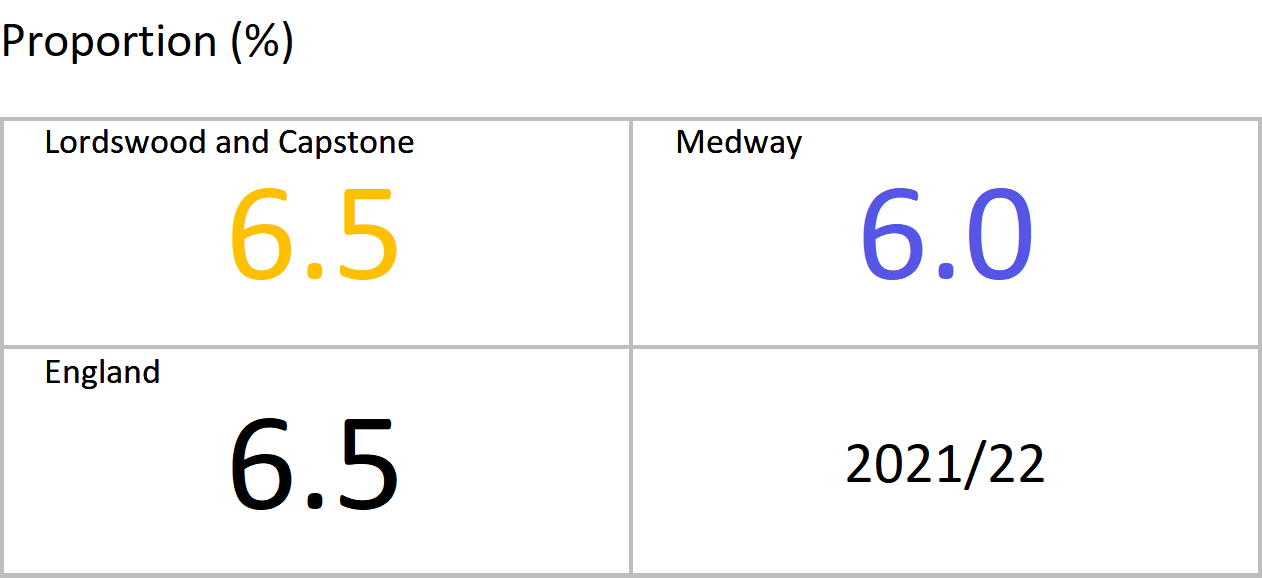 Proportion (%)
Lordswood and Capstone
6.5
Medway
6.0
England
6.5
2021/22